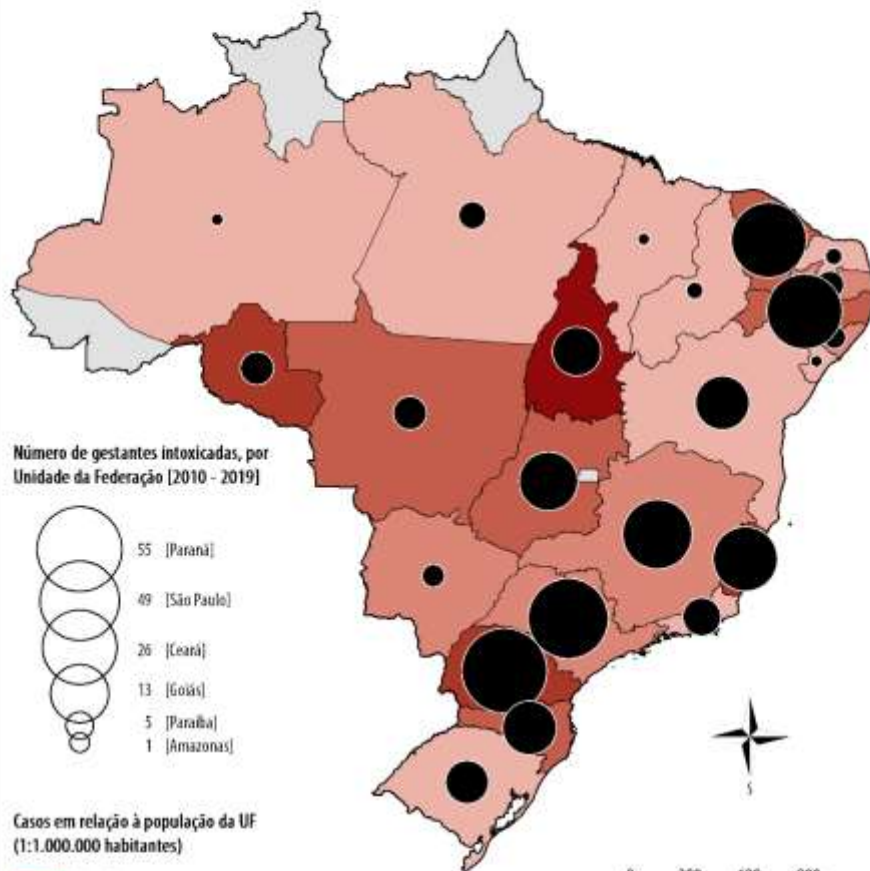 Número de gestantes intoxicadas, por
Unidade da Federação [2010 - 2019]
55 [Paraná]
49 [São Paulo]
26 [Ceará]
13 [Goiás]
5 [Paraíba]
1 [Amazonas]
S
Casos em relação à população da UF
(1:1.000.000 habitantes)